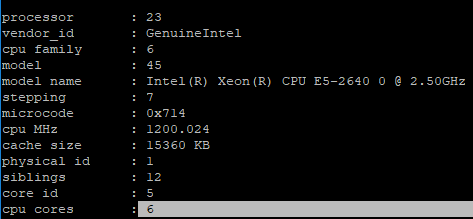 processor : 23
vendor_id : GenuineIntel
cpu family : 6
model : 45
model name : Intel(R) Xeon(R) CPU E5-2640 0 @ 2.50GHz
stepping : 7
microcode : 0x714
cpu MHz : 1200.024
cache size : 15360 KB
physical id : 1
siblings : 12
core id : 5
cpu cores : 6